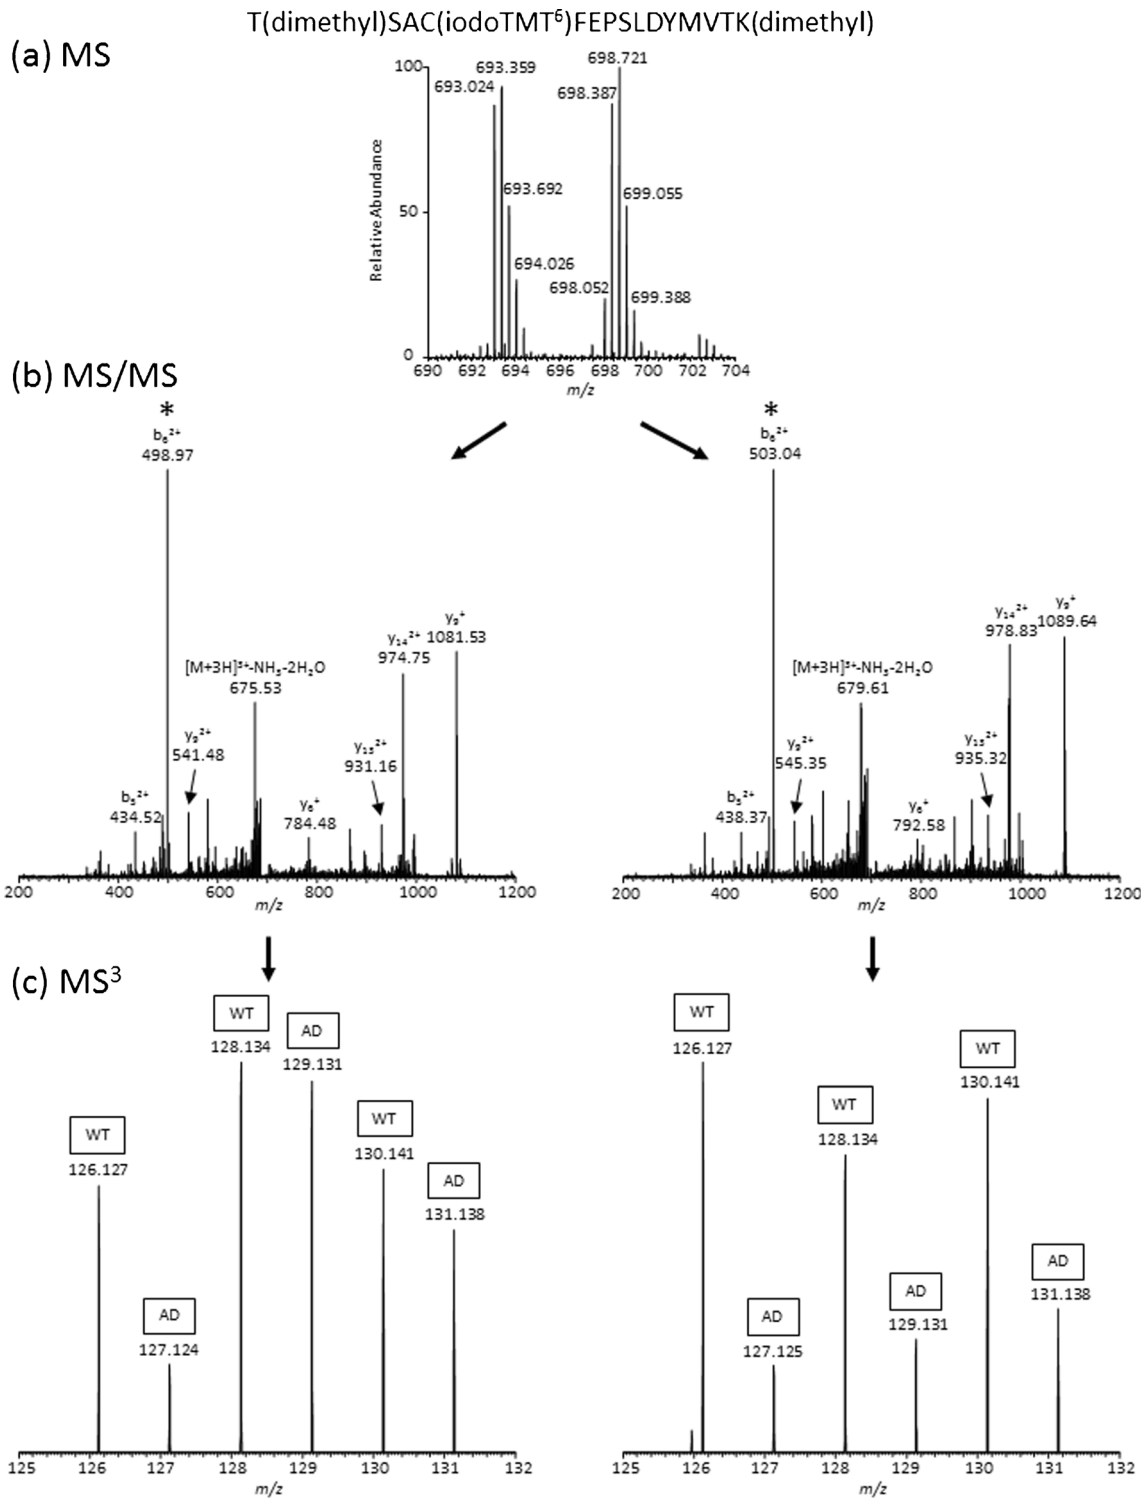 T(dimethyl)SAC(iodoTMT⁶)FEPSLDYMVTK(dimethyl)
(a) MS
Relative Abundance
100
50
0
693.024
693.359
693.692
694.026
698.052
698.387
698.721
699.055
699.388
690 692 694 696 698 700 702 704
m/z
(b) MS/MS
*
b₆²⁺
498.97
y₉⁺
1081.53
y₁₄²⁺
974.75
[M+3H]³⁺-NH₃-2H₂O
675.53
y₉²⁺
541.48
y₁₃²⁺
931.16
b₅²⁺
434.52
y₆⁺
784.48
200 400 600 800 1000 1200
m/z
*
b₆²⁺
503.04
y₉⁺
1089.64
y₁₄²⁺
978.83
[M+3H]³⁺-NH₃-2H₂O
679.61
y₉²⁺
545.35
y₁₃²⁺
935.32
b₅²⁺
438.37
y₆⁺
792.58
200 400 600 800 1000 1200
m/z
(c) MS³
WT
126.127
AD
127.124
WT
128.134
AD
129.131
WT
130.141
AD
131.138
125 126 127 128 129 130 131 132
m/z
WT
126.127
AD
127.125
WT
128.134
AD
129.131
WT
130.141
AD
131.138
125 126 127 128 129 130 131 132
m/z